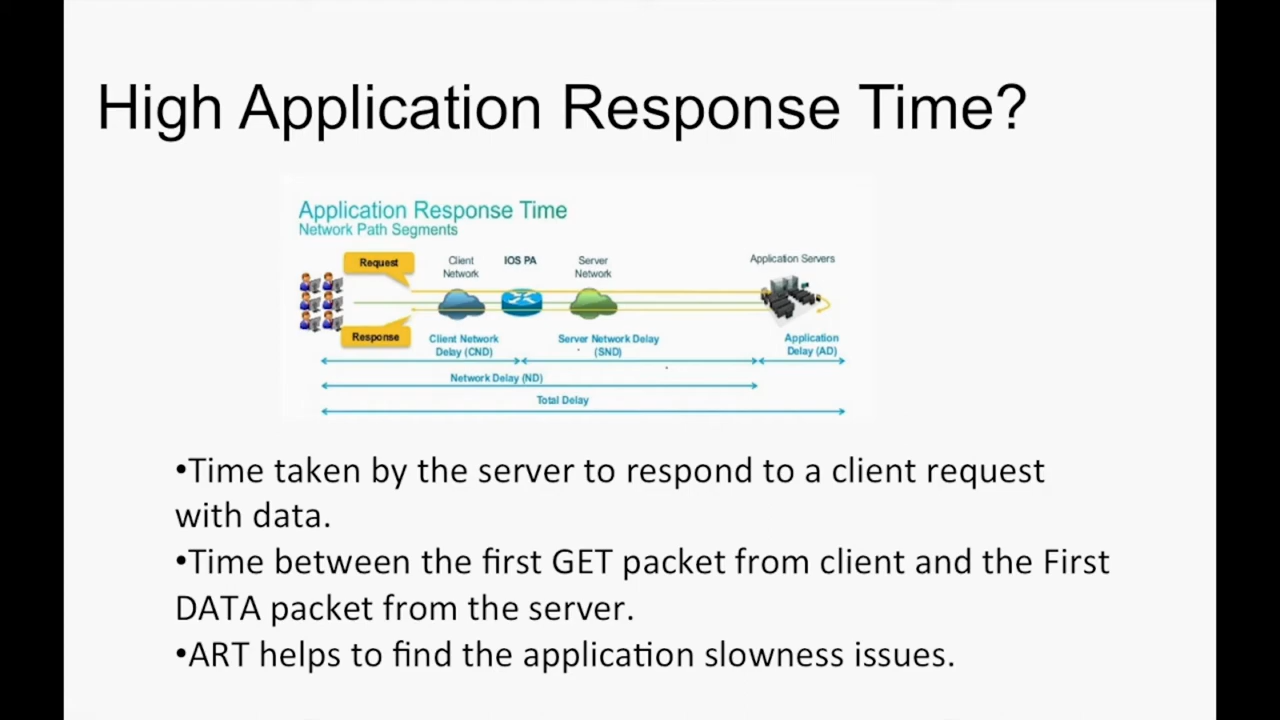 High Application Response Time?
Application Response Time
Network Path Segments
Request
Client
Network
IOS PA
Server
Network
Application Servers
Response
Client Network
Delay (CND)
Server Network Delay
(SND)
Application
Delay (AD)
Network Delay (ND)
Total Delay
•Time taken by the server to respond to a client request
with data.
•Time between the first GET packet from client and the First
DATA packet from the server.
•ART helps to find the application slowness issues.